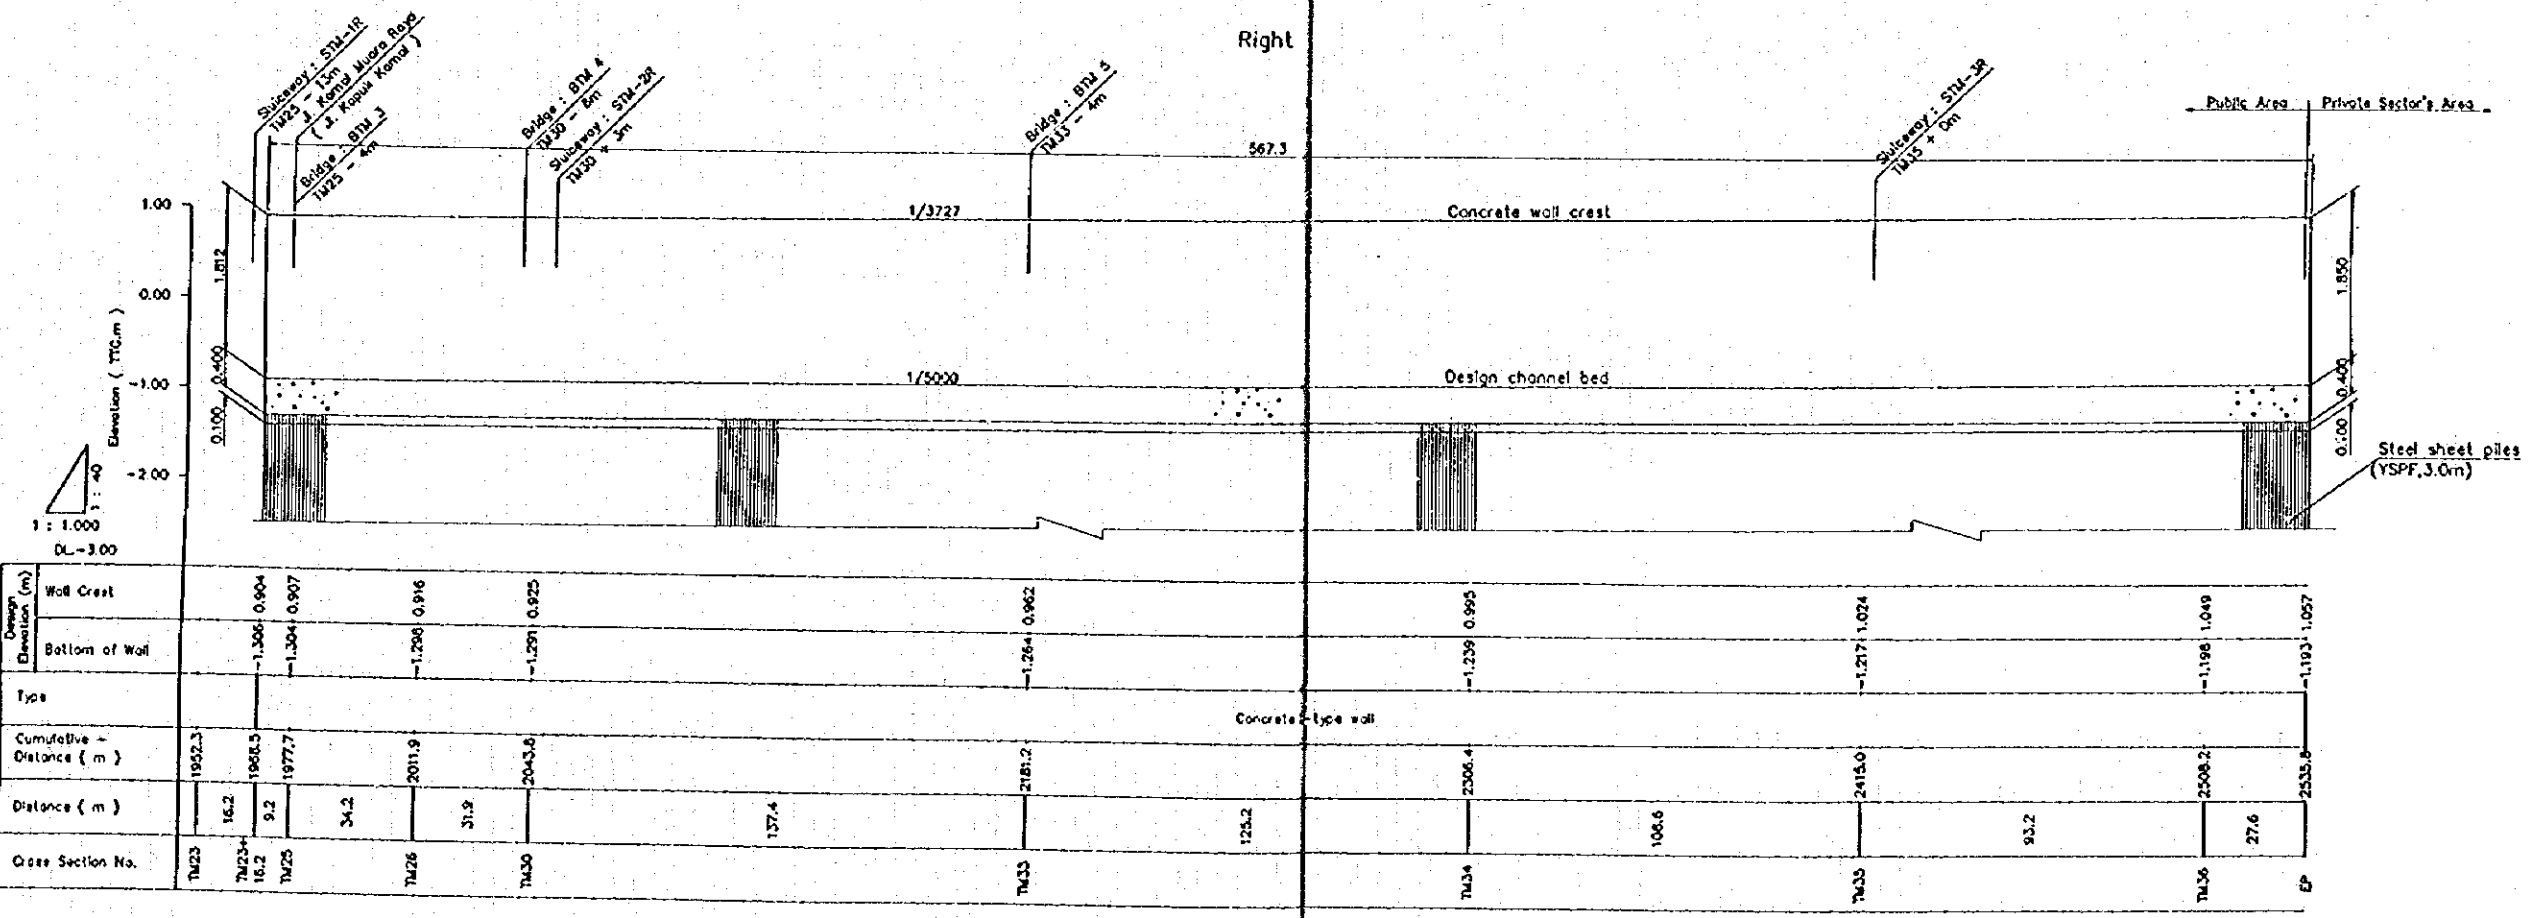 Right
Sluiceway : STM-1R
TM25 - 13m
J. Kamal Muara Raya
( J. Kapuk Kamal )
Bridge : BTM 3
TM25 - 4m
Bridge : BTM 4
TM30 - 8m
Sluiceway : STM-2R
TM30 + 3m
Bridge : BTM 5
TM33 - 4m
Sluiceway : STM-3R
TM35 + 0m
Public Area
Private Sector's Area
567.3
1/3727
Concrete wall crest
1/5000
Design channel bed
Steel sheet piles
(YSPF,3.0m)
Elevation ( TTG.m )
1.00
0.00
-1.00
-2.00
1.812
0.400
0.100
1.850
0.400
0.100
1 : 40
1 : 1.000
DL-3.00
Design
Elevation (m)
Wall Crest
0.904 0.907 0.916 0.925 0.962 0.995 1.024 1.049 1.057
Bottom of Wall
-1.306 -1.304 -1.298 -1.291 -1.264 -1.239 -1.217 -1.198 -1.193
Type
Concrete-type wall
Cumulative -
Distance ( m )
1952.3 1968.5 1977.7 2011.9 2043.8 2181.2 2306.4 2415.0 2508.2 2535.8
Distance ( m )
16.2 9.2 34.2 31.9 137.4 125.2 108.6 93.2 27.6
Cross Section No.
TM23 TM23+
16.2 TM25 TM26 TM30 TM33 TM34 TM35 TM36 EP